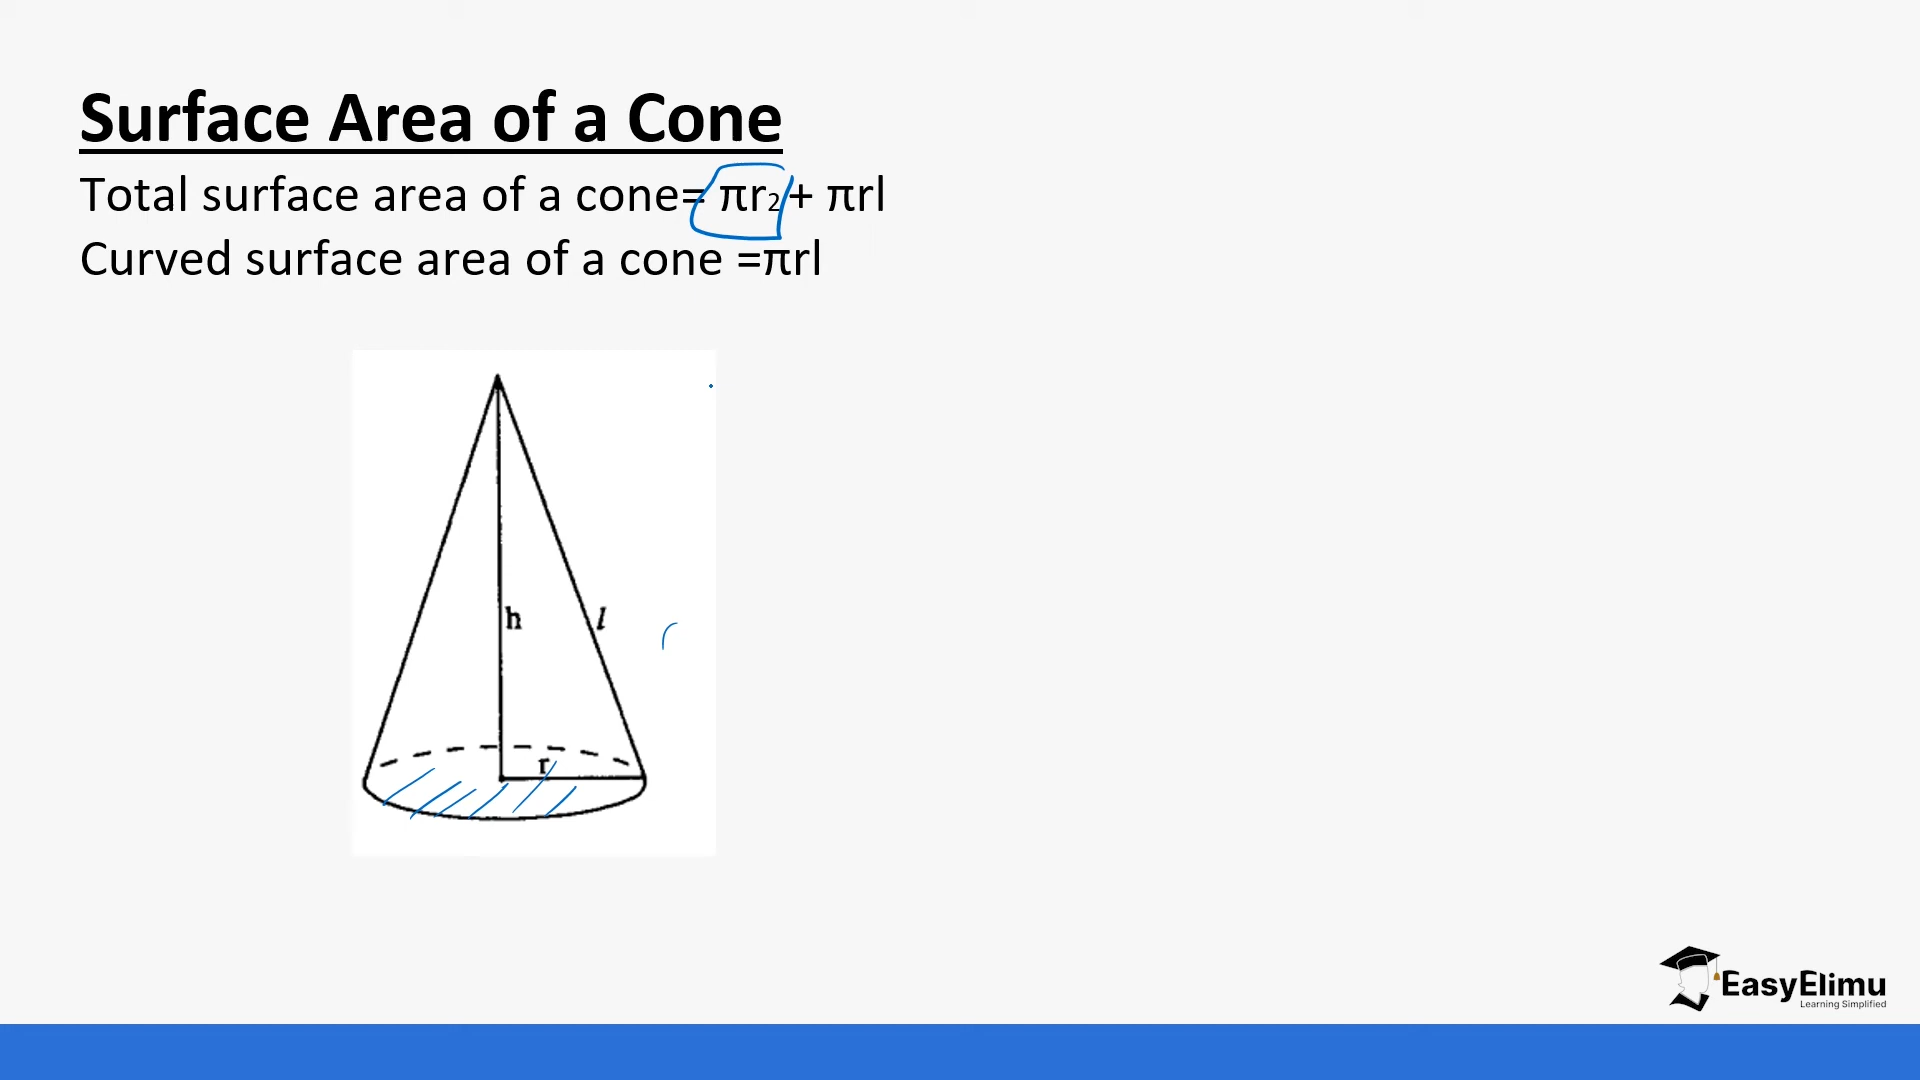 Surface Area of a Cone
Total surface area of a cone= πr₂+ πrl
Curved surface area of a cone =πrl
h
l
r
EasyElimu
Learning Simplified